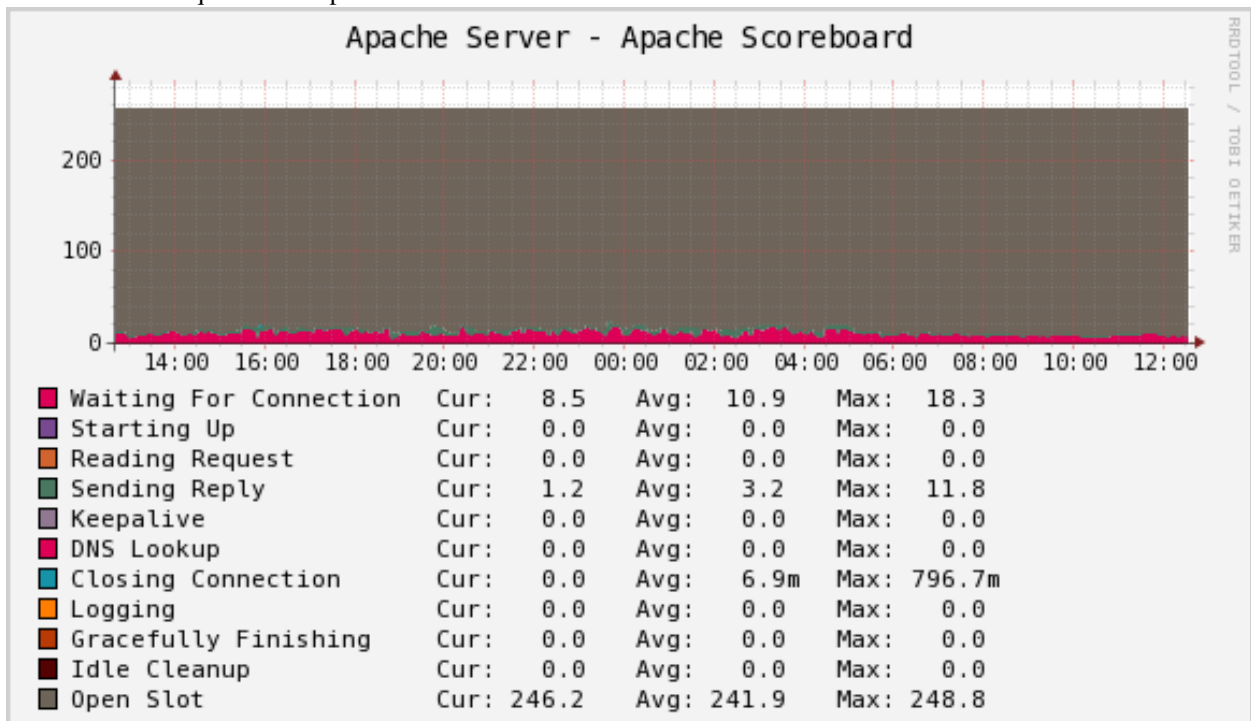 Apache Server - Apache Scoreboard
RRDTOOL / TOBI OETIKER
200
100
0
14:00 16:00 18:00 20:00 22:00 00:00 02:00 04:00 06:00 08:00 10:00 12:00
Waiting For Connection Cur: 8.5 Avg: 10.9 Max: 18.3
Starting Up Cur: 0.0 Avg: 0.0 Max: 0.0
Reading Request Cur: 0.0 Avg: 0.0 Max: 0.0
Sending Reply Cur: 1.2 Avg: 3.2 Max: 11.8
Keepalive Cur: 0.0 Avg: 0.0 Max: 0.0
DNS Lookup Cur: 0.0 Avg: 0.0 Max: 0.0
Closing Connection Cur: 0.0 Avg: 6.9m Max: 796.7m
Logging Cur: 0.0 Avg: 0.0 Max: 0.0
Gracefully Finishing Cur: 0.0 Avg: 0.0 Max: 0.0
Idle Cleanup Cur: 0.0 Avg: 0.0 Max: 0.0
Open Slot Cur: 246.2 Avg: 241.9 Max: 248.8